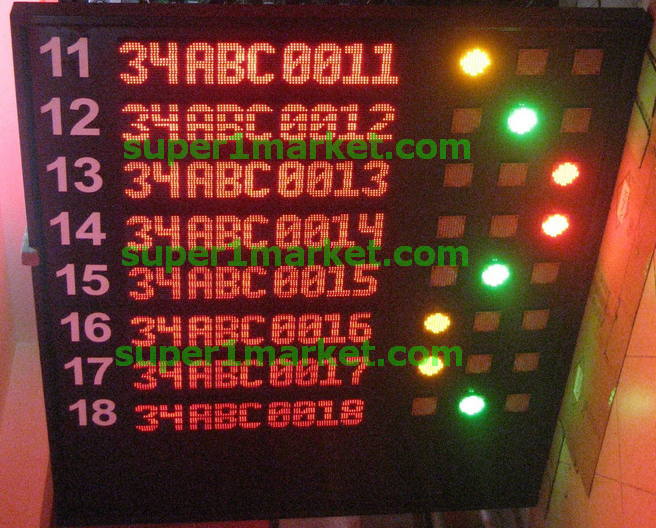 11 34ABC0011
12 34ABC0012
super1market.com
13 34ABC0013
14 34ABC0014
super1market.com
15 34ABC0015
16 34ABC0016
super1market.com
17 34ABC0017
18 34ABC0018